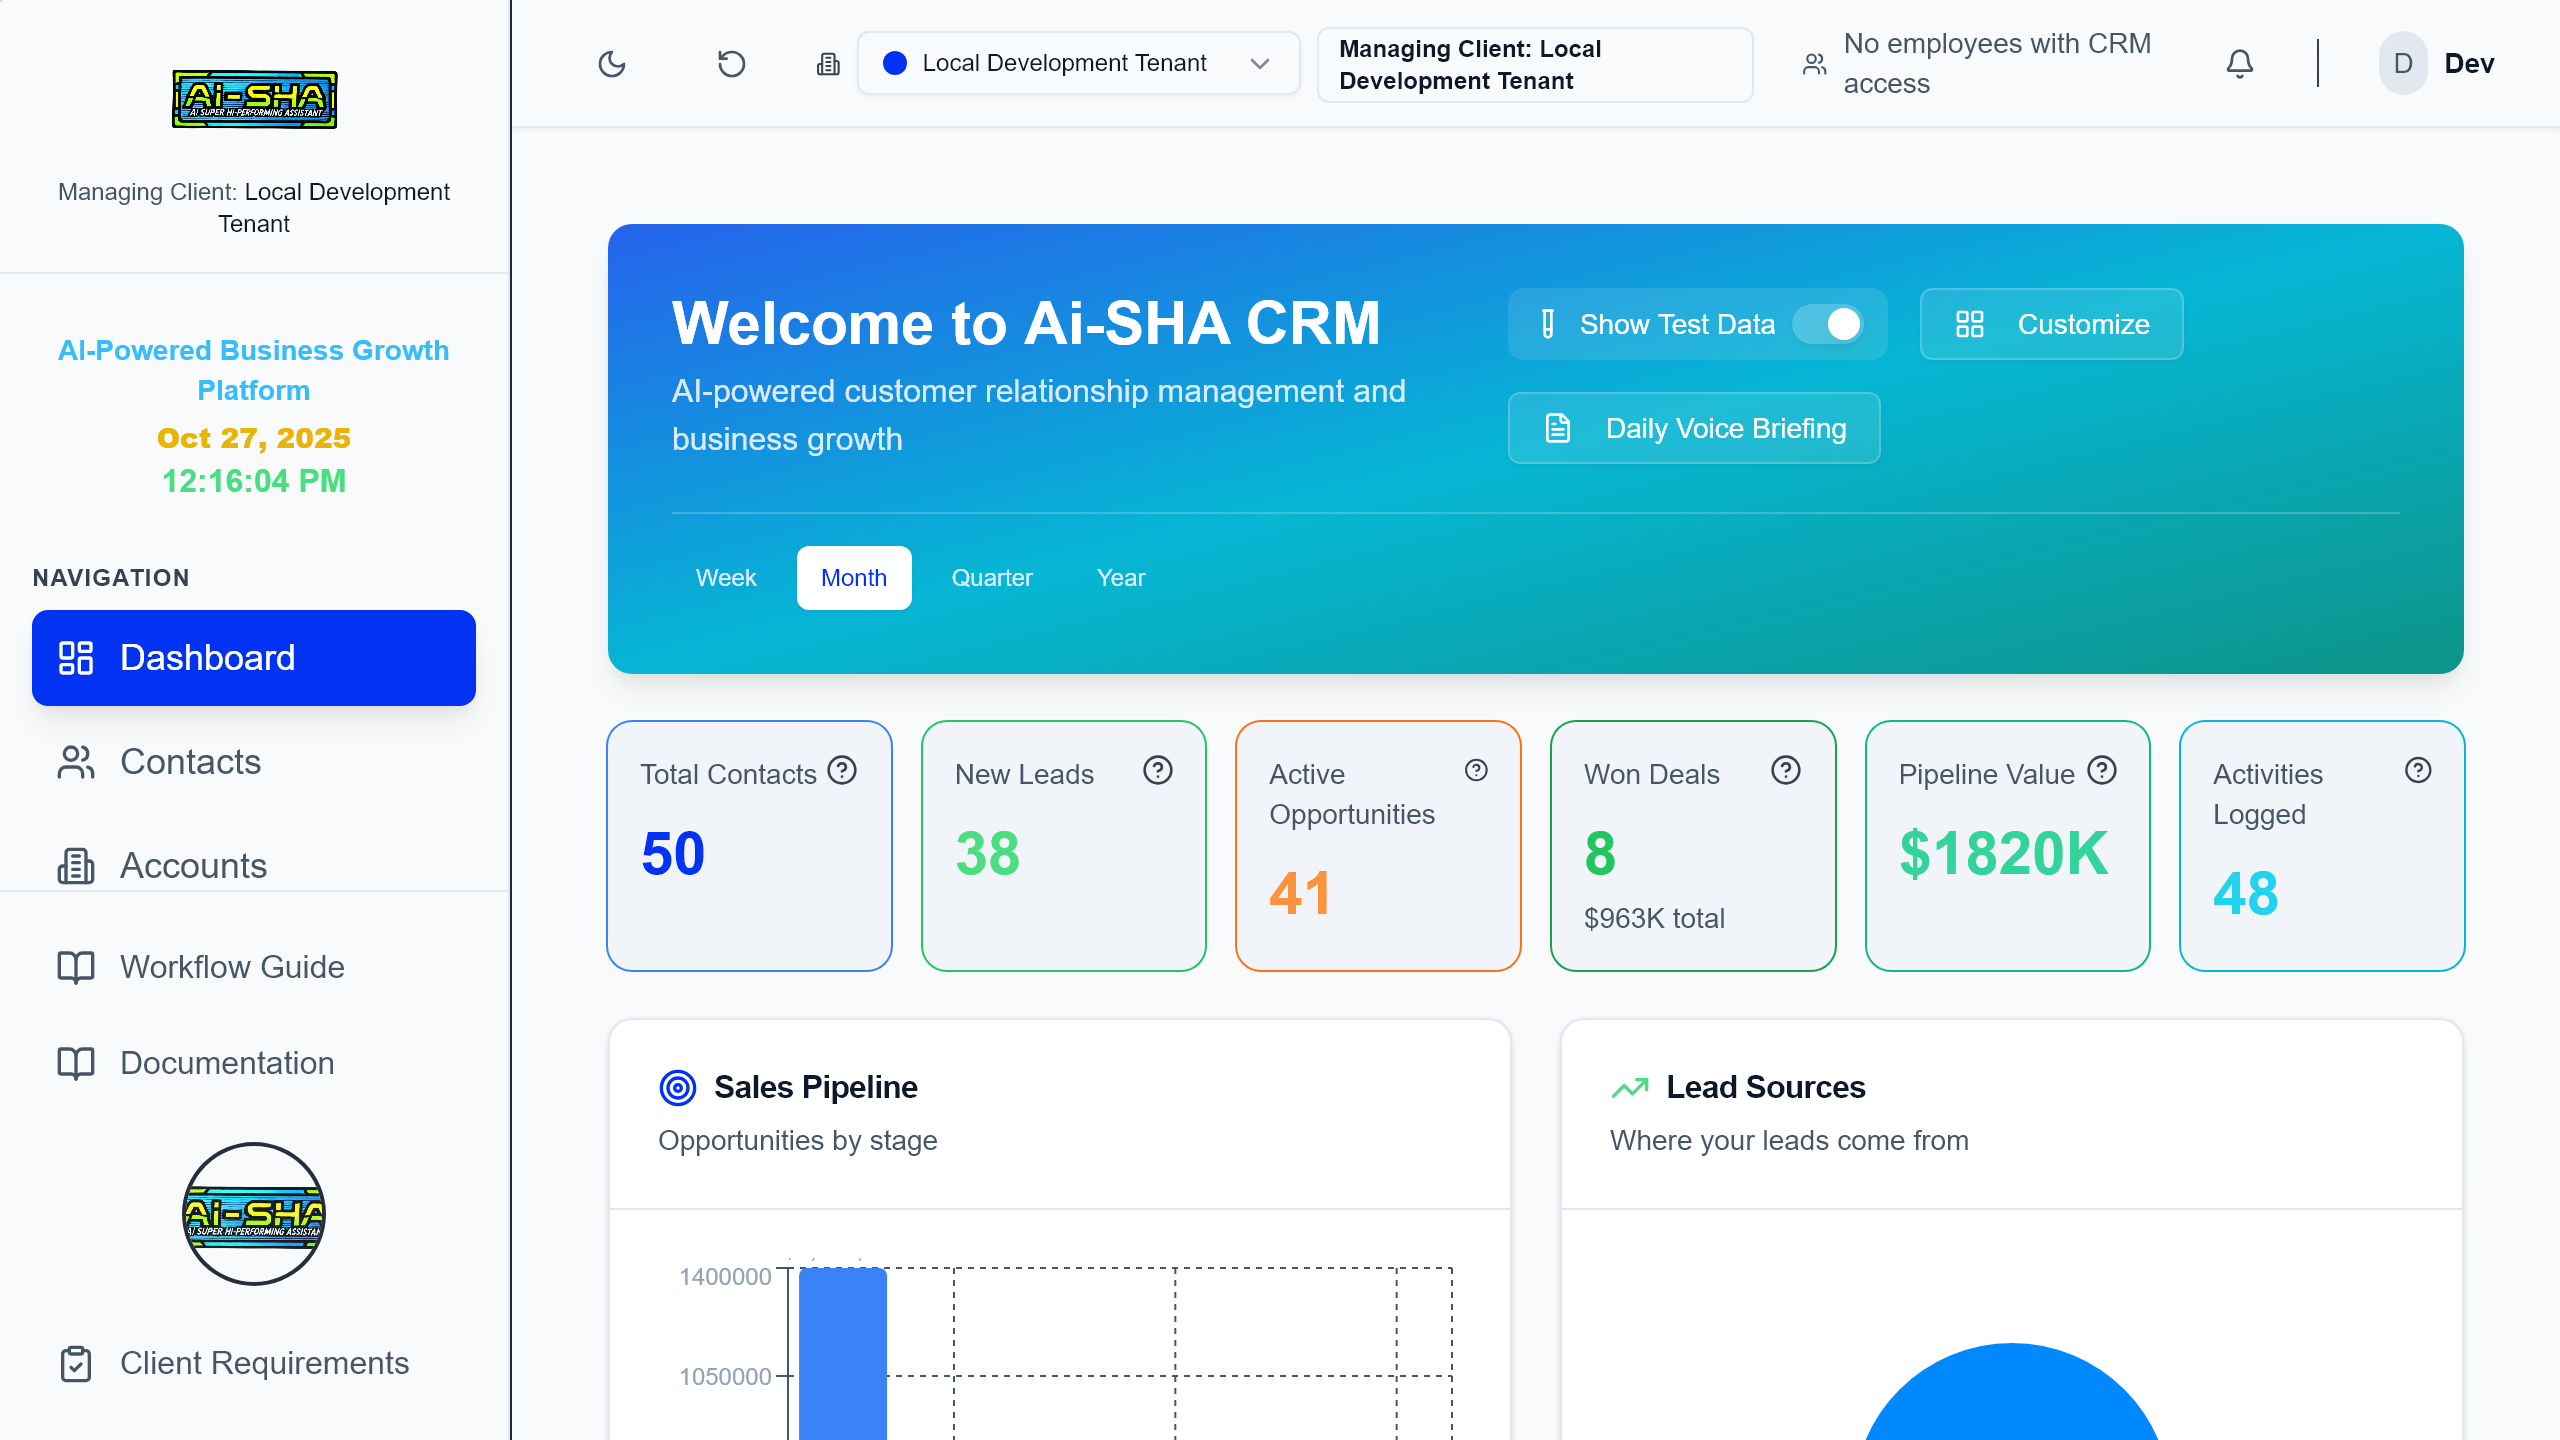 Ai-SHA
AI SUPER HI-PERFORMING ASSISTANT
Managing Client: Local Development
Tenant
AI-Powered Business Growth
Platform
Oct 27, 2025
12:16:04 PM
NAVIGATION
Dashboard
Contacts
Accounts
Workflow Guide
Documentation
Ai-SHA
AI SUPER HI-PERFORMING ASSISTAN
Client Requirements
Local Development Tenant
Managing Client: Local
Development Tenant
No employees with CRM
access
D
Dev
Welcome to Ai-SHA CRM
AI-powered customer relationship management and
business growth
Show Test Data
Customize
Daily Voice Briefing
Week
Month
Quarter
Year
Total Contacts
50
New Leads
38
Active
Opportunities
41
Won Deals
8
$963K total
Pipeline Value
$1820K
Activities
Logged
48
Sales Pipeline
Opportunities by stage
1400000
1050000
Lead Sources
Where your leads come from